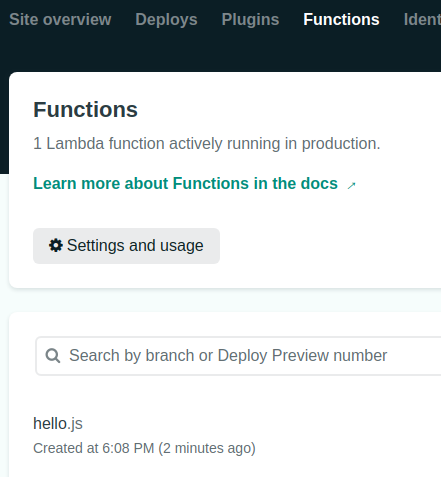 Site overview Deploys Plugins Functions Ident
Functions
1 Lambda function actively running in production.
Learn more about Functions in the docs ↗
Settings and usage
Search by branch or Deploy Preview number
hello.js
Created at 6:08 PM (2 minutes ago)